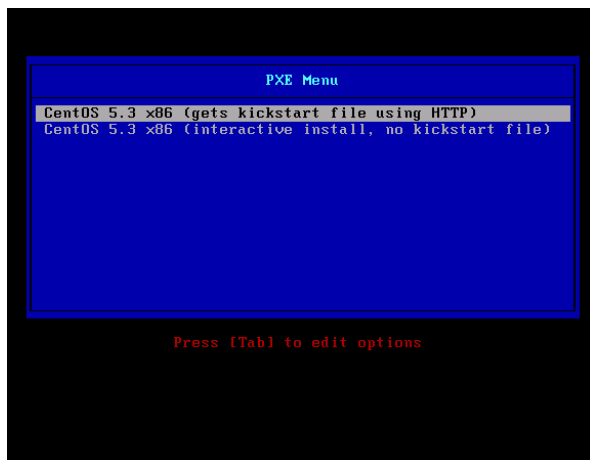 PXE Menu
CentOS 5.3 x86 (gets kickstart file using HTTP)
CentOS 5.3 x86 (interactive install, no kickstart file)
Press [Tab] to edit options